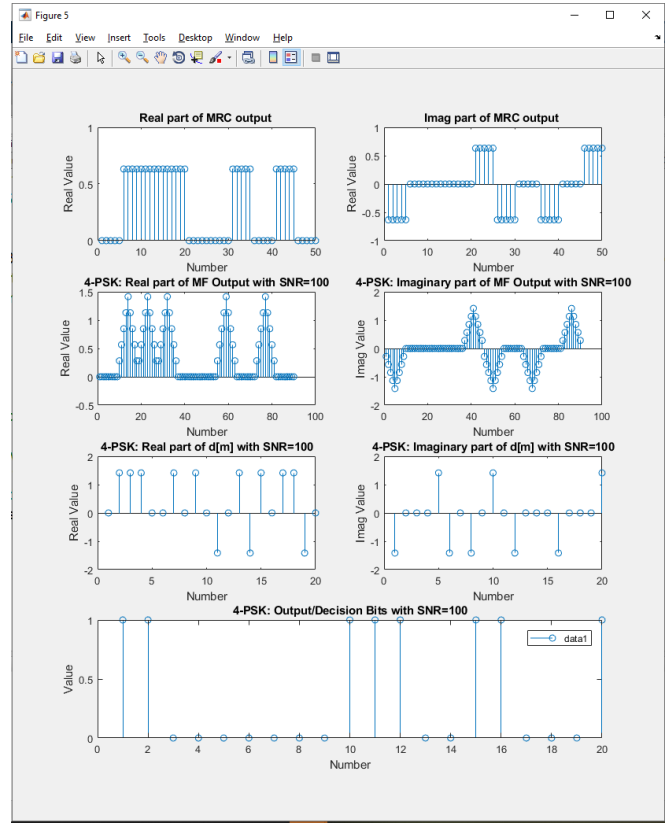 Figure 5
File Edit View Insert Tools Desktop Window Help
Real part of MRC output
1
0.5
0
Real Value
0 10 20 30 40 50
Number
Imag part of MRC output
1
0.5
0
-0.5
-1
Real Value
0 10 20 30 40 50
Number
4-PSK: Real part of MF Output with SNR=100
1.5
1
0.5
0
-0.5
Real Value
0 20 40 60 80 100
Number
4-PSK: Imaginary part of MF Output with SNR=100
2
1
0
-1
-2
Imag Value
0 20 40 60 80 100
Number
4-PSK: Real part of d[m] with SNR=100
2
1
0
-1
-2
Real Value
0 5 10 15 20
Number
4-PSK: Imaginary part of d[m] with SNR=100
2
1
0
-1
-2
Imag Value
0 5 10 15 20
Number
4-PSK: Output/Decision Bits with SNR=100
1
0.5
0
Value
data1
0 2 4 6 8 10 12 14 16 18 20
Number